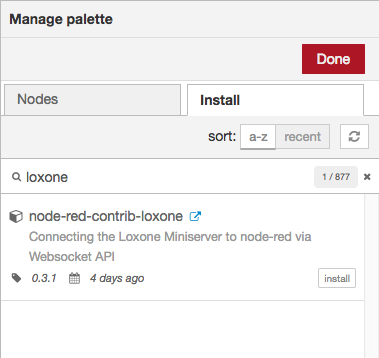 Manage palette
Done
Nodes
Install
sort: a-z recent
loxone
1 / 877
node-red-contrib-loxone
Connecting the Loxone Miniserver to node-red via
Websocket API
0.3.1 4 days ago
install